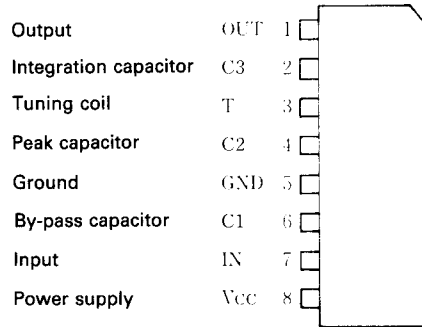 Output OUT 1
Integration capacitor C3 2
Tuning coil T 3
Peak capacitor C2 4
Ground GND 5
By-pass capacitor C1 6
Input IN 7
Power supply Vcc 8